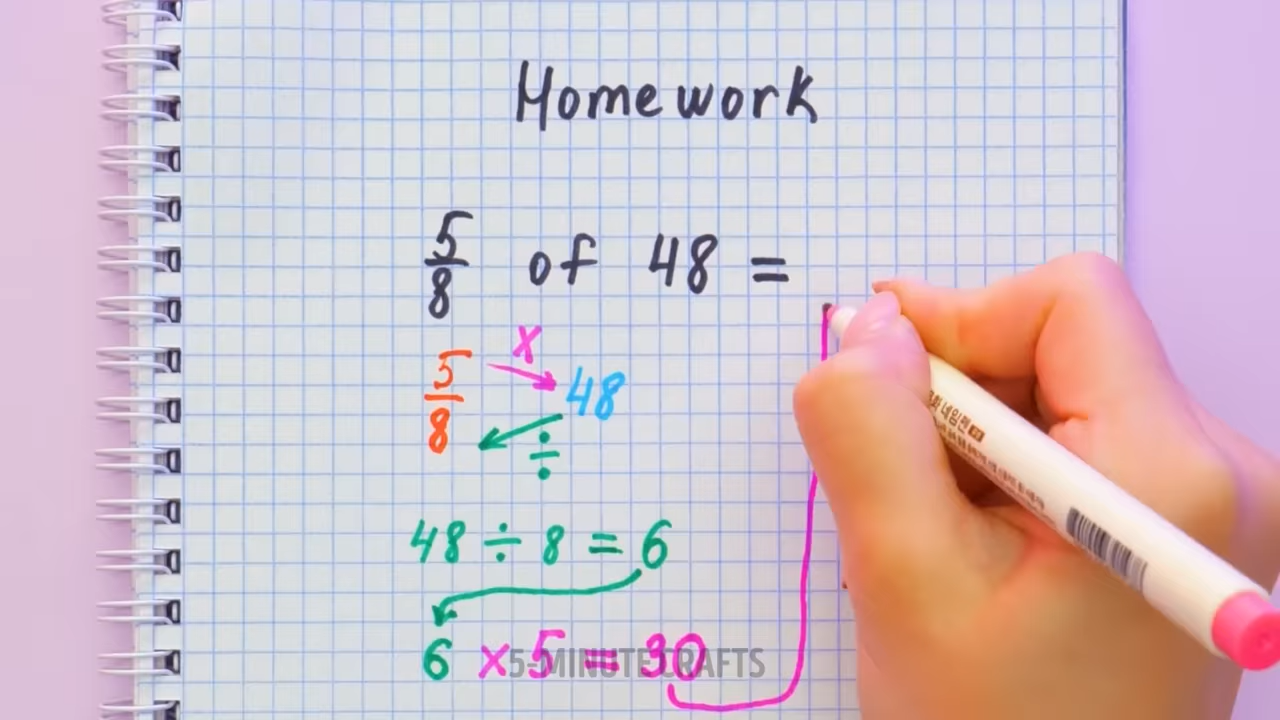 Homework
5/8 of 48 =
5/8 x 48
÷
48 ÷ 8 = 6
6 x 5 = 30
5-MINUTE CRAFTS